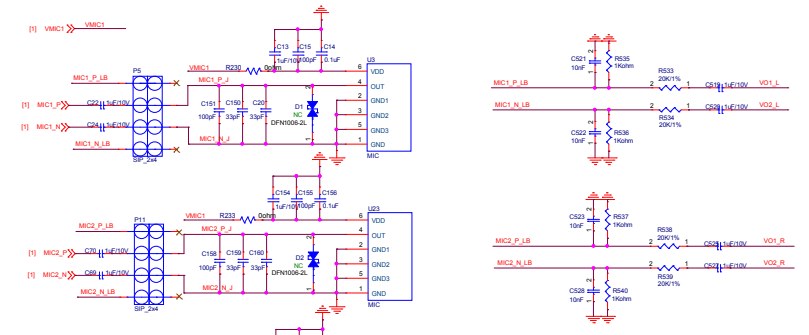 [1] VMIC1 VMIC1
C13 1uF/10V
C15 100pF
C14 0.1uF
U3
P5
VMIC1 R230 0ohm
6 VDD
MIC1_P_LB
MIC1_P_J
4 OUT
[1] MIC1_P C22 1uF/10V
C151 100pF
C150 33pF
C20 33pF
D1
NC
DFN1006-2L
2 GND1
3 GND2
[1] MIC1_N C24 1uF/10V
5 GND3
MIC1_N_J
1 GND
MIC1_N_LB
SIP_2x4
MIC
C154 1uF/10V
C155 100pF
C156 0.1uF
U23
P11
VMIC1 R233 0ohm
6 VDD
MIC2_P_LB
MIC2_P_J
4 OUT
[1] MIC2_P C70 1uF/10V
C158 100pF
C159 33pF
C160 33pF
D2
NC
DFN1006-2L
2 GND1
3 GND2
[1] MIC2_N C69 1uF/10V
5 GND3
MIC2_N_J
1 GND
MIC2_N_LB
SIP_2x4
MIC
C521 10nF
R535 1Kohm
MIC1_P_LB
2 R533 1
20K/1%
C519 1uF/10V VO1_L
MIC1_N_LB
2 R534 1
20K/1%
C529 1uF/10V VO2_L
C522 10nF
R536 1Kohm
C523 10nF
R537 1Kohm
MIC2_P_LB
2 R538 1
20K/1%
C525 1uF/10V VO1_R
MIC2_N_LB
2 R539 1
20K/1%
C527 1uF/10V VO2_R
C528 10nF
R540 1Kohm